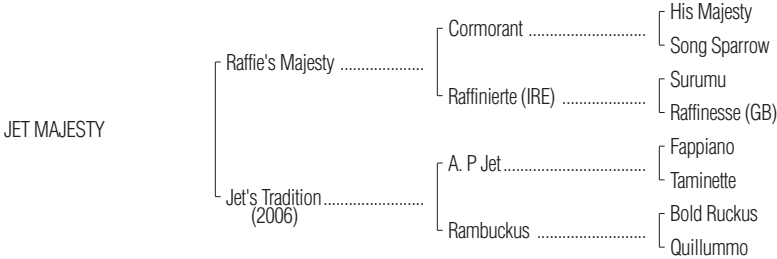 His Majesty
Cormorant ..........................
Song Sparrow
Raffie's Majesty ...................
Surumu
Raffinierte (IRE) ...................
Raffinesse (GB)
JET MAJESTY
Fappiano
A. P Jet................................
Taminette
Jet's Tradition.......................
(2006)
Bold Ruckus
Rambuckus ........................
Quillummo